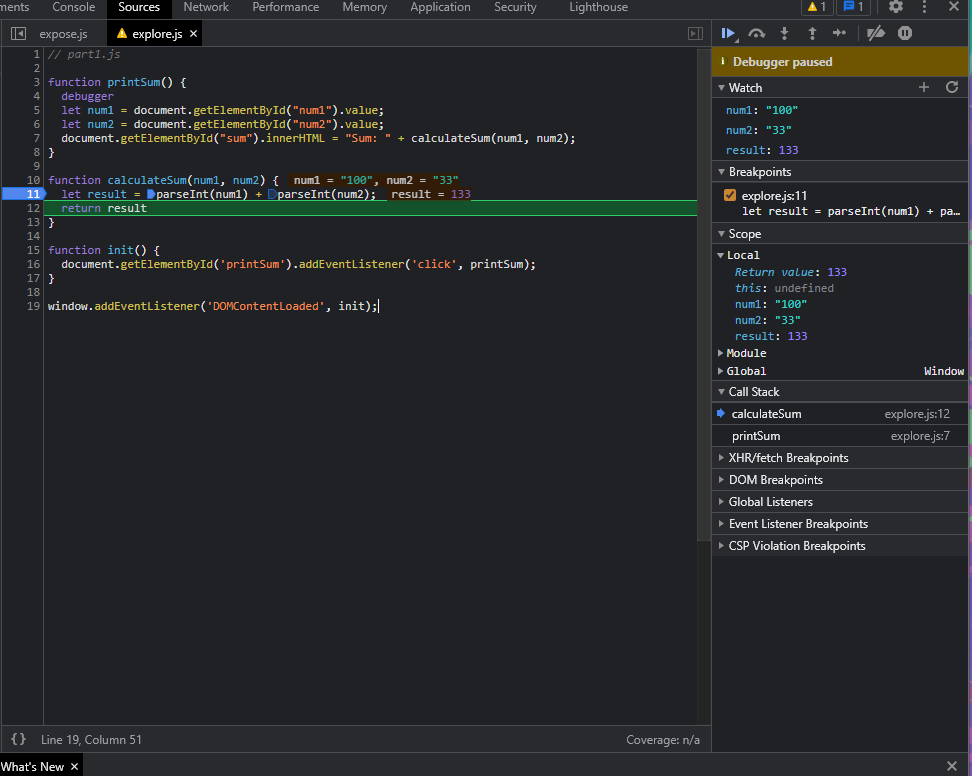 ments Console Sources Network Performance Memory Application Security Lighthouse 1 1
expose.js explore.js ×
1 // part1.js
2
3 function printSum() {
4 debugger
5 let num1 = document.getElementById("num1").value;
6 let num2 = document.getElementById("num2").value;
7 document.getElementById("sum").innerHTML = "Sum: " + calculateSum(num1, num2);
8 }
9
10 function calculateSum(num1, num2) { num1 = "100", num2 = "33"
11 let result = parseInt(num1) + parseInt(num2); result = 133
12 return result
13 }
14
15 function init() {
16 document.getElementById('printSum').addEventListener('click', printSum);
17 }
18
19 window.addEventListener('DOMContentLoaded', init);
{} Line 19, Column 51 Coverage: n/a
What's New ×
Debugger paused
Watch
num1: "100"
num2: "33"
result: 133
Breakpoints
explore.js:11
let result = parseInt(num1) + pa…
Scope
Local
Return value: 133
this: undefined
num1: "100"
num2: "33"
result: 133
Module
Global Window
Call Stack
calculateSum explore.js:12
printSum explore.js:7
XHR/fetch Breakpoints
DOM Breakpoints
Global Listeners
Event Listener Breakpoints
CSP Violation Breakpoints